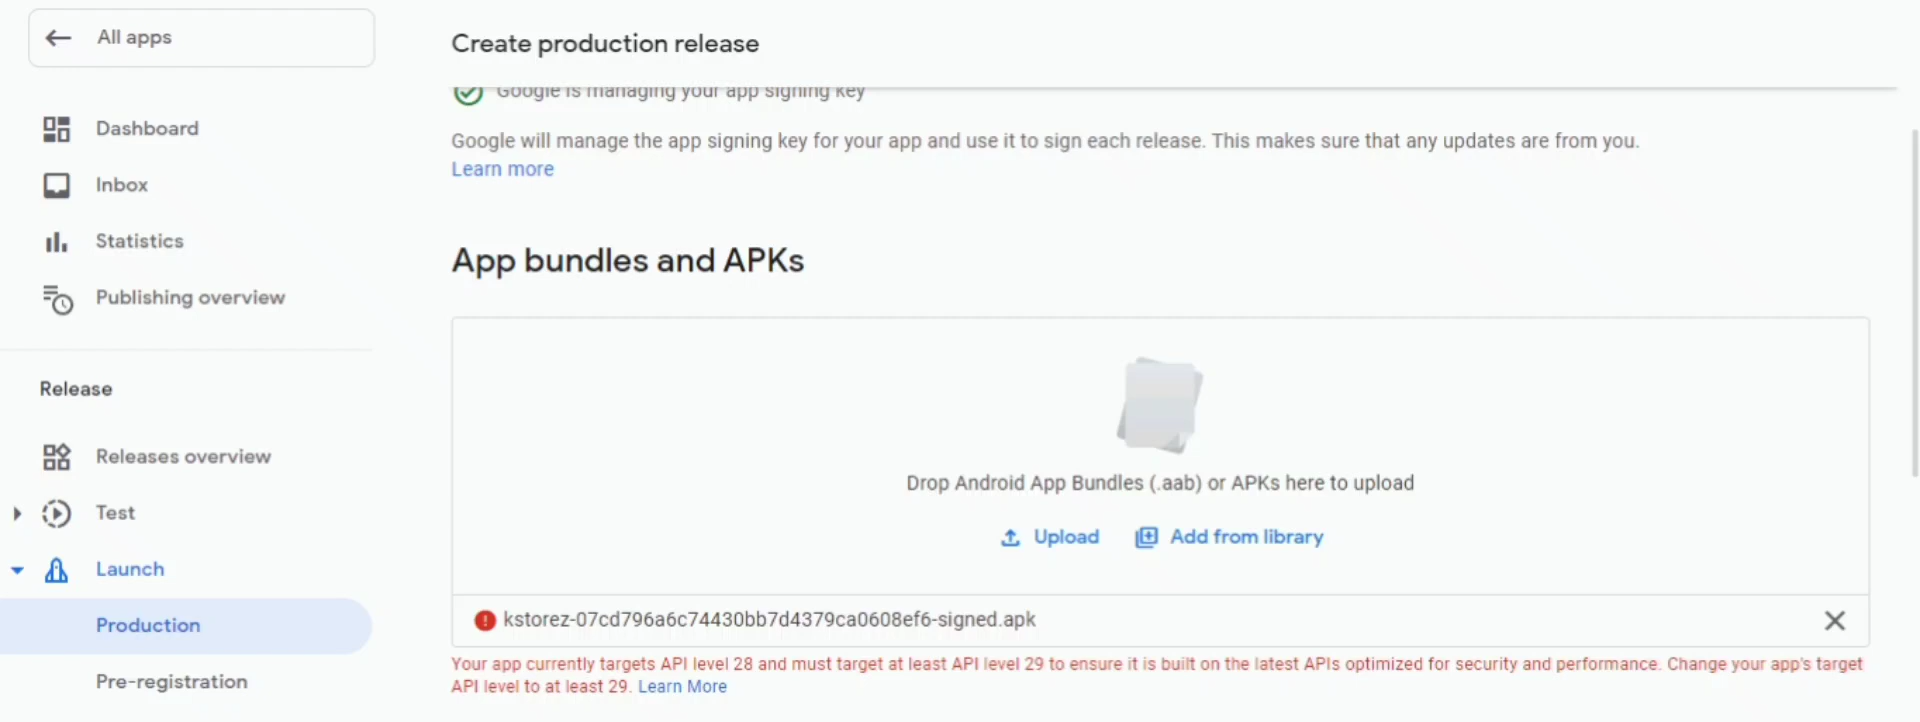 All apps
Dashboard
Inbox
Statistics
Publishing overview
Release
Releases overview
Test
Launch
Production
Pre-registration
Create production release
Google is managing your app signing key
Google will manage the app signing key for your app and use it to sign each release. This makes sure that any updates are from you.
Learn more
App bundles and APKs
Drop Android App Bundles (.aab) or APKs here to upload
Upload Add from library
kstorez-07cd796a6c74430bb7d4379ca0608ef6-signed.apk
Your app currently targets API level 28 and must target at least API level 29 to ensure it is built on the latest APIs optimized for security and performance. Change your app's target
API level to at least 29. Learn More